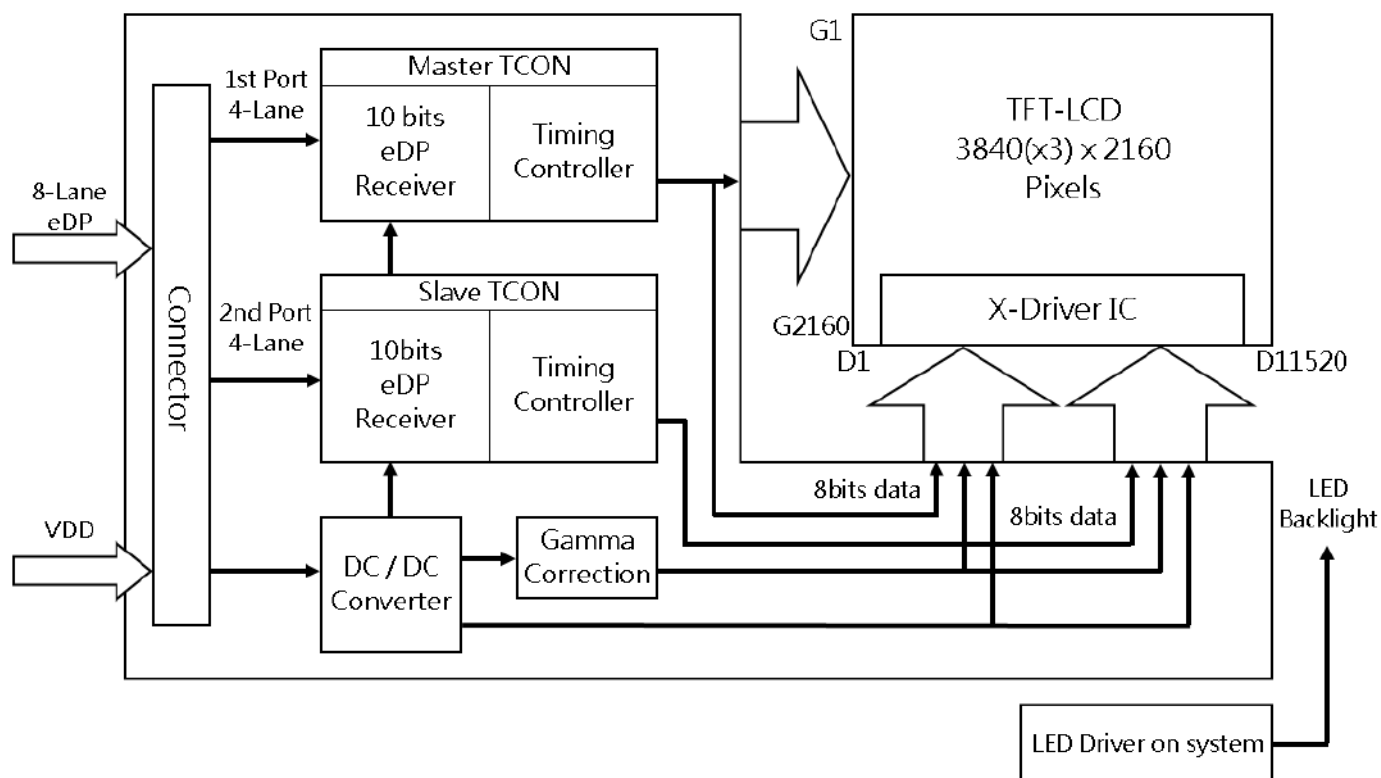 G1
Master TCON
1st Port
4-Lane
10 bits
eDP
Receiver
Timing
Controller
TFT-LCD
3840(x3) x 2160
Pixels
8-Lane
eDP
Connector
Slave TCON
2nd Port
4-Lane
10bits
eDP
Receiver
Timing
Controller
X-Driver IC
G2160
D1
D11520
8bits data
8bits data
LED
Backlight
VDD
DC / DC
Converter
Gamma
Correction
LED Driver on system